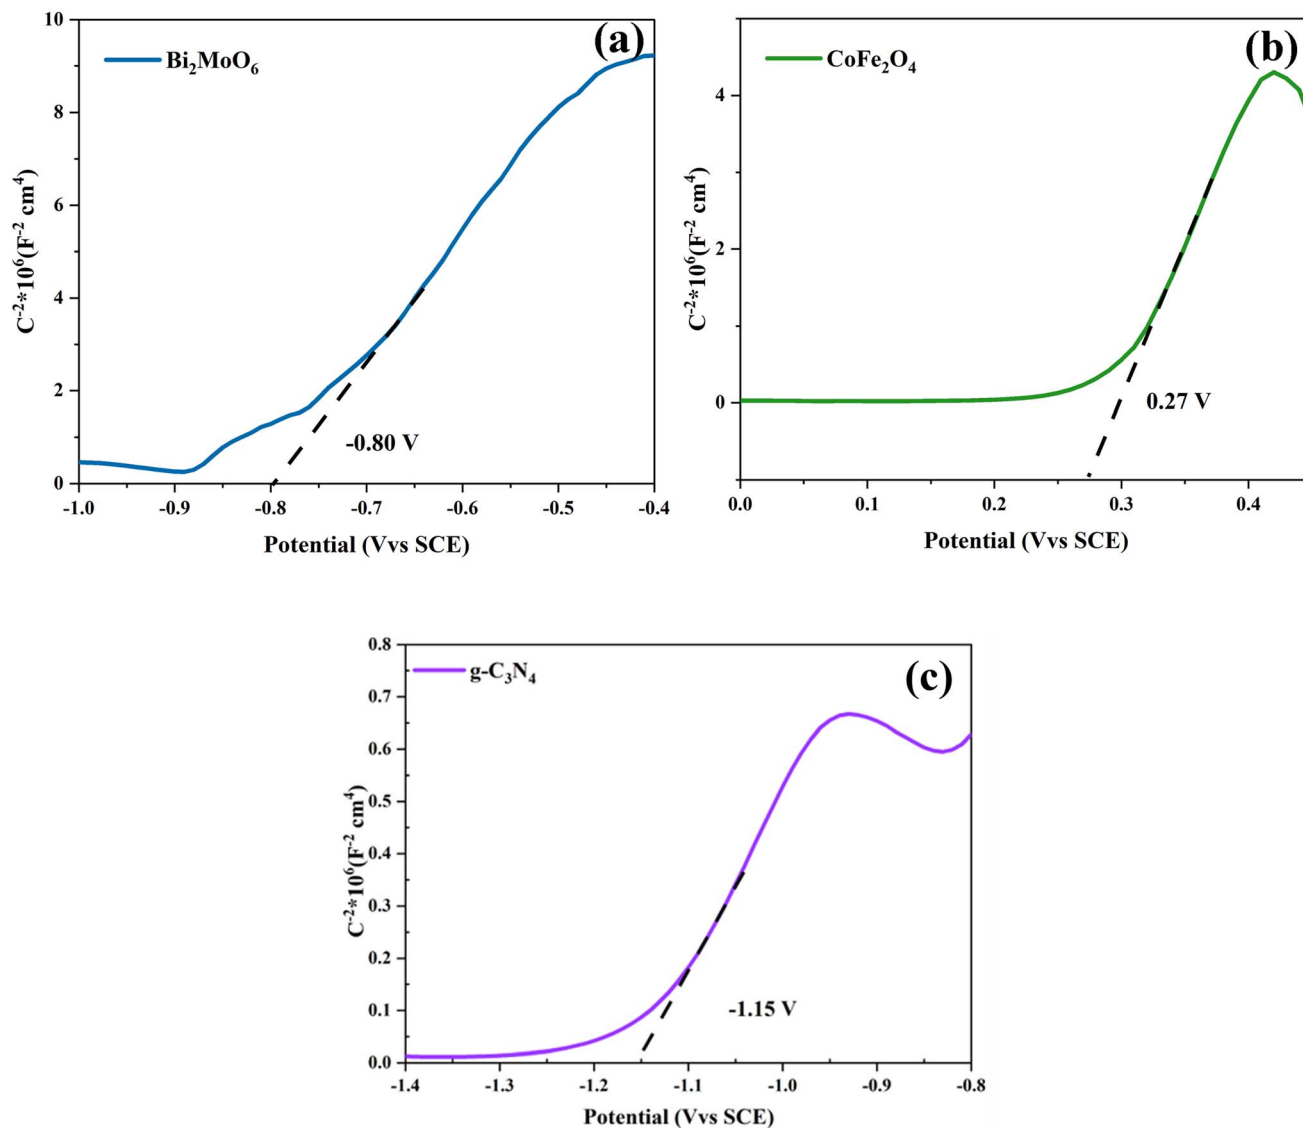 (a)
Bi₂MoO₆
10
8
6
4
2
0
C⁻²*10⁶(F⁻² cm⁴)
-0.80 V
-1.0 -0.9 -0.8 -0.7 -0.6 -0.5 -0.4
Potential (Vvs SCE)
(b)
CoFe₂O₄
4
2
0
C⁻²*10⁶(F⁻² cm⁴)
0.27 V
0.0 0.1 0.2 0.3 0.4
Potential (Vvs SCE)
(c)
g-C₃N₄
0.8
0.7
0.6
0.5
0.4
0.3
0.2
0.1
0.0
C⁻²*10⁶(F⁻² cm⁴)
-1.15 V
-1.4 -1.3 -1.2 -1.1 -1.0 -0.9 -0.8
Potential (Vvs SCE)